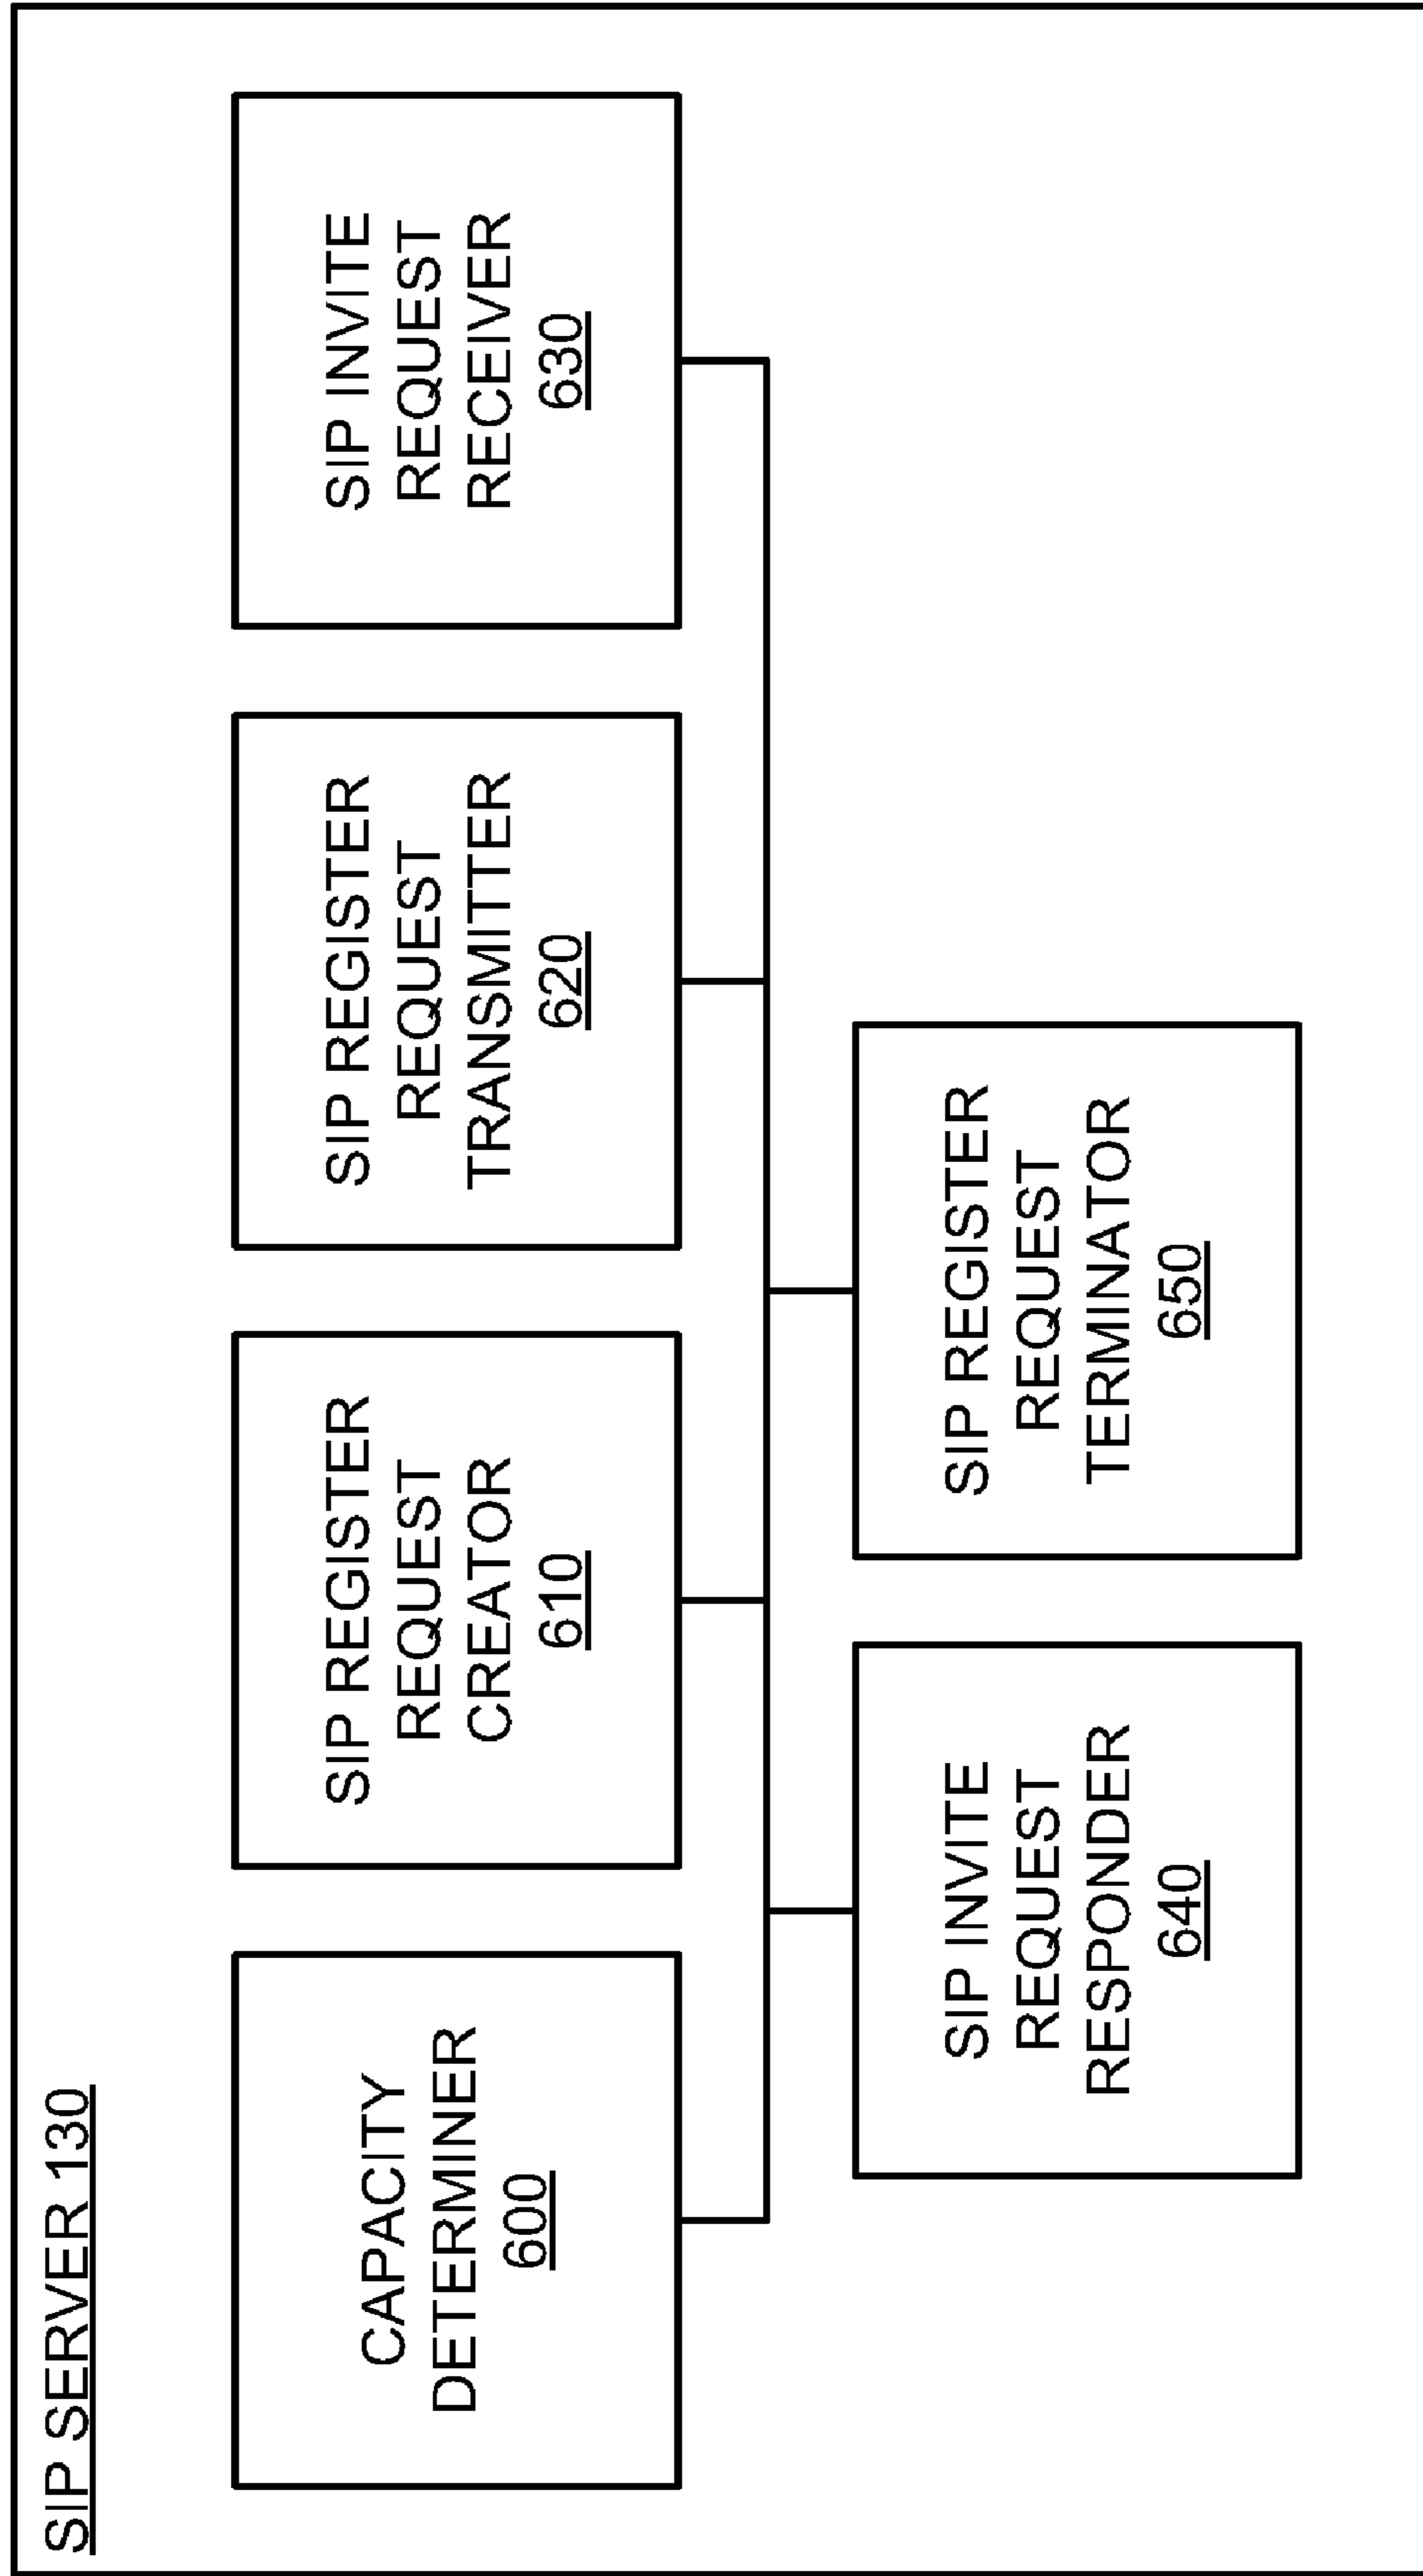 SIP SERVER 130
CAPACITY
DETERMINER
600
SIP REGISTER
REQUEST
CREATOR
610
SIP REGISTER
REQUEST
TRANSMITTER
620
SIP INVITE
REQUEST
RECEIVER
630
SIP INVITE
REQUEST
RESPONDER
640
SIP REGISTER
REQUEST
TERMINATOR
650